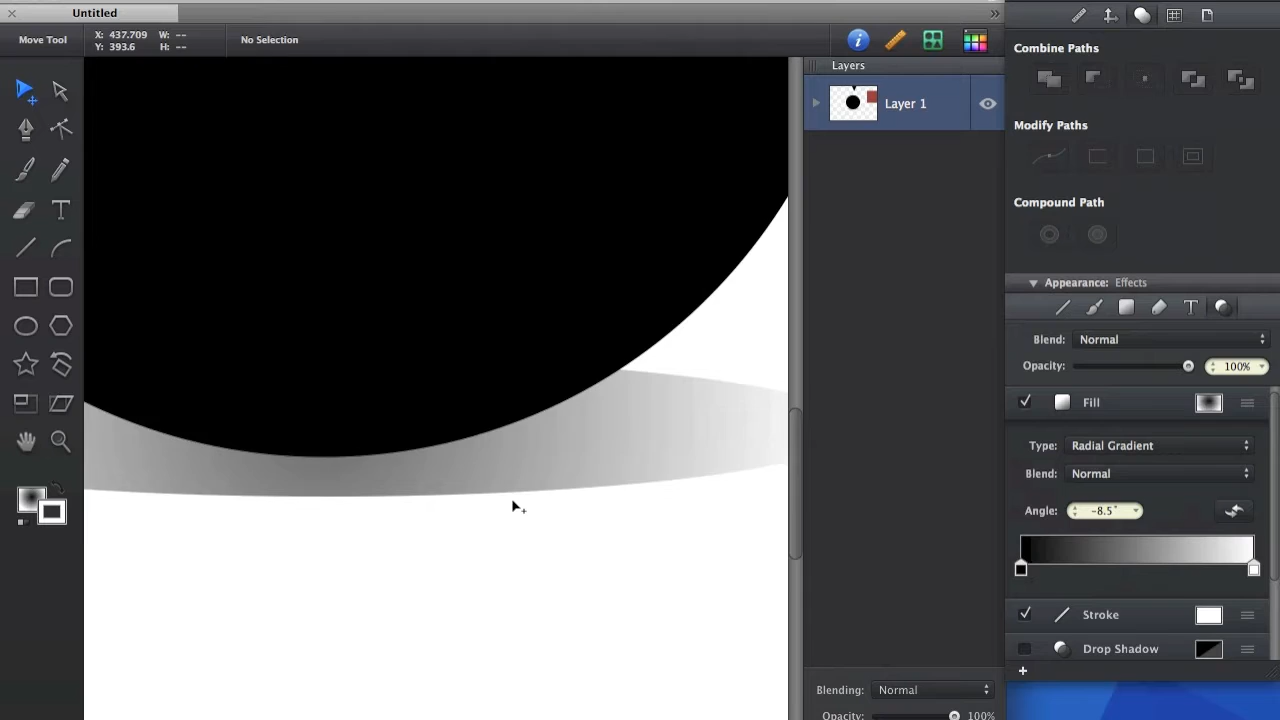 Untitled
Move Tool
X: 437.709 W: --
Y: 393.6 H: --
No Selection
Layers
Layer 1
Blending: Normal
Opacity: 100%
Combine Paths
Modify Paths
Compound Path
Appearance: Effects
Blend: Normal
Opacity: 100%
Fill
Type: Radial Gradient
Blend: Normal
Angle: -8.5°
Stroke
Drop Shadow